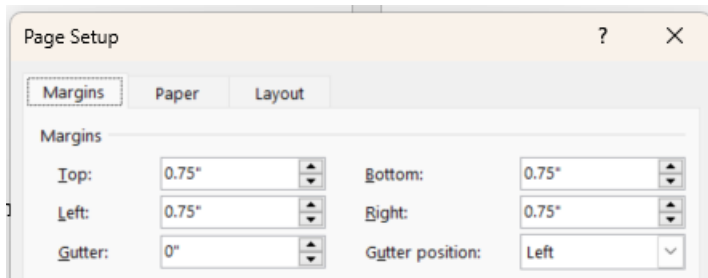 Page Setup ? ×
Margins Paper Layout
Margins
Top: 0.75" Bottom: 0.75"
Left: 0.75" Right: 0.75"
Gutter: 0" Gutter position: Left